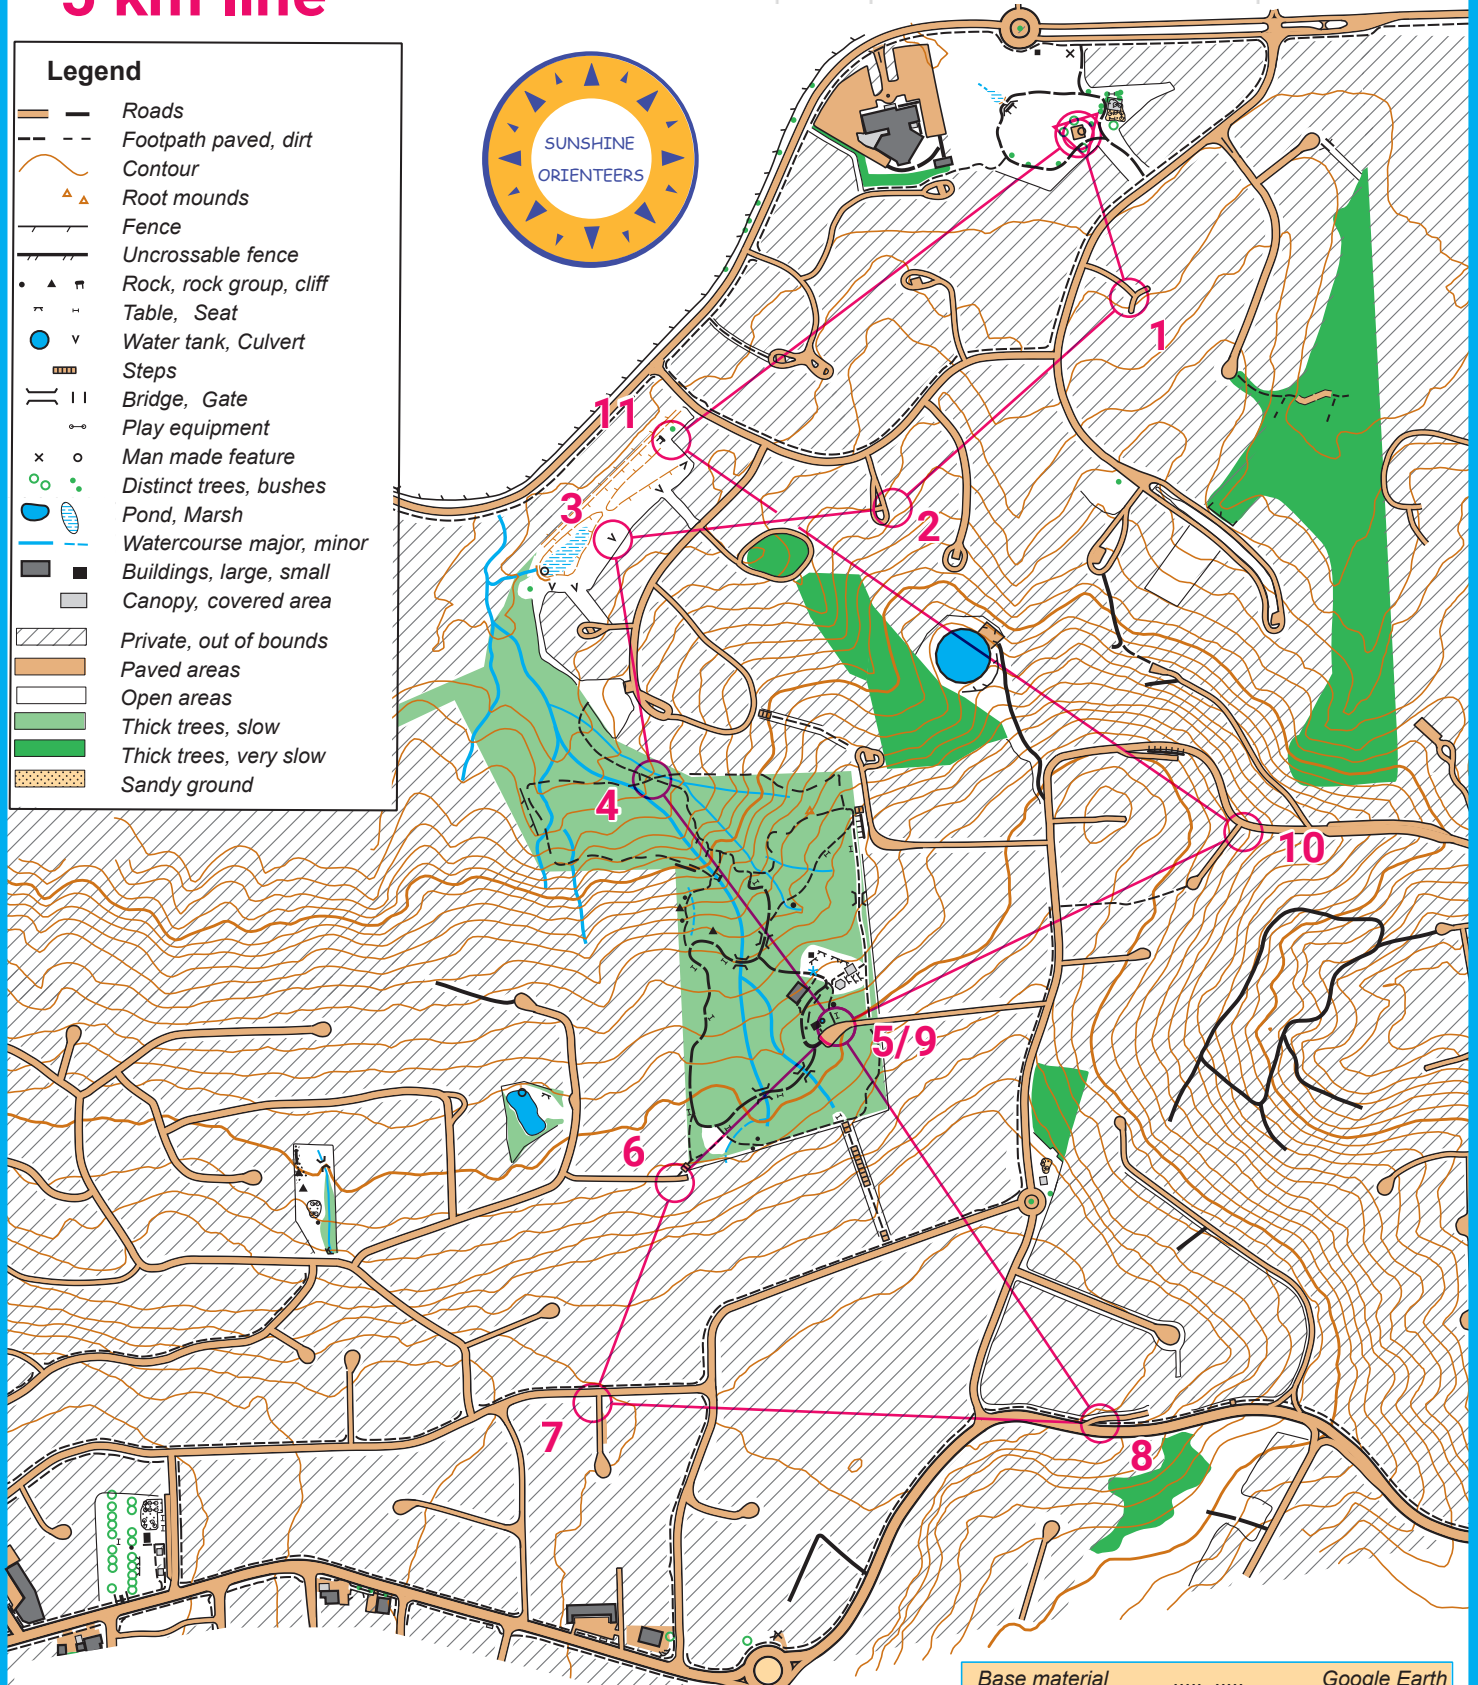 5 km line
Legend
Roads
Footpath paved, dirt
Contour
Root mounds
Fence
Uncrossable fence
Rock, rock group, cliff
Table, Seat
Water tank, Culvert
Steps
Bridge, Gate
Play equipment
Man made feature
Distinct trees, bushes
Pond, Marsh
Watercourse major, minor
Buildings, large, small
Canopy, covered area
Private, out of bounds
Paved areas
Open areas
Thick trees, slow
Thick trees, very slow
Sandy ground
SUNSHINE
ORIENTEERS
1
11
3
2
4
10
5/9
6
7
8
Base material Google Earth